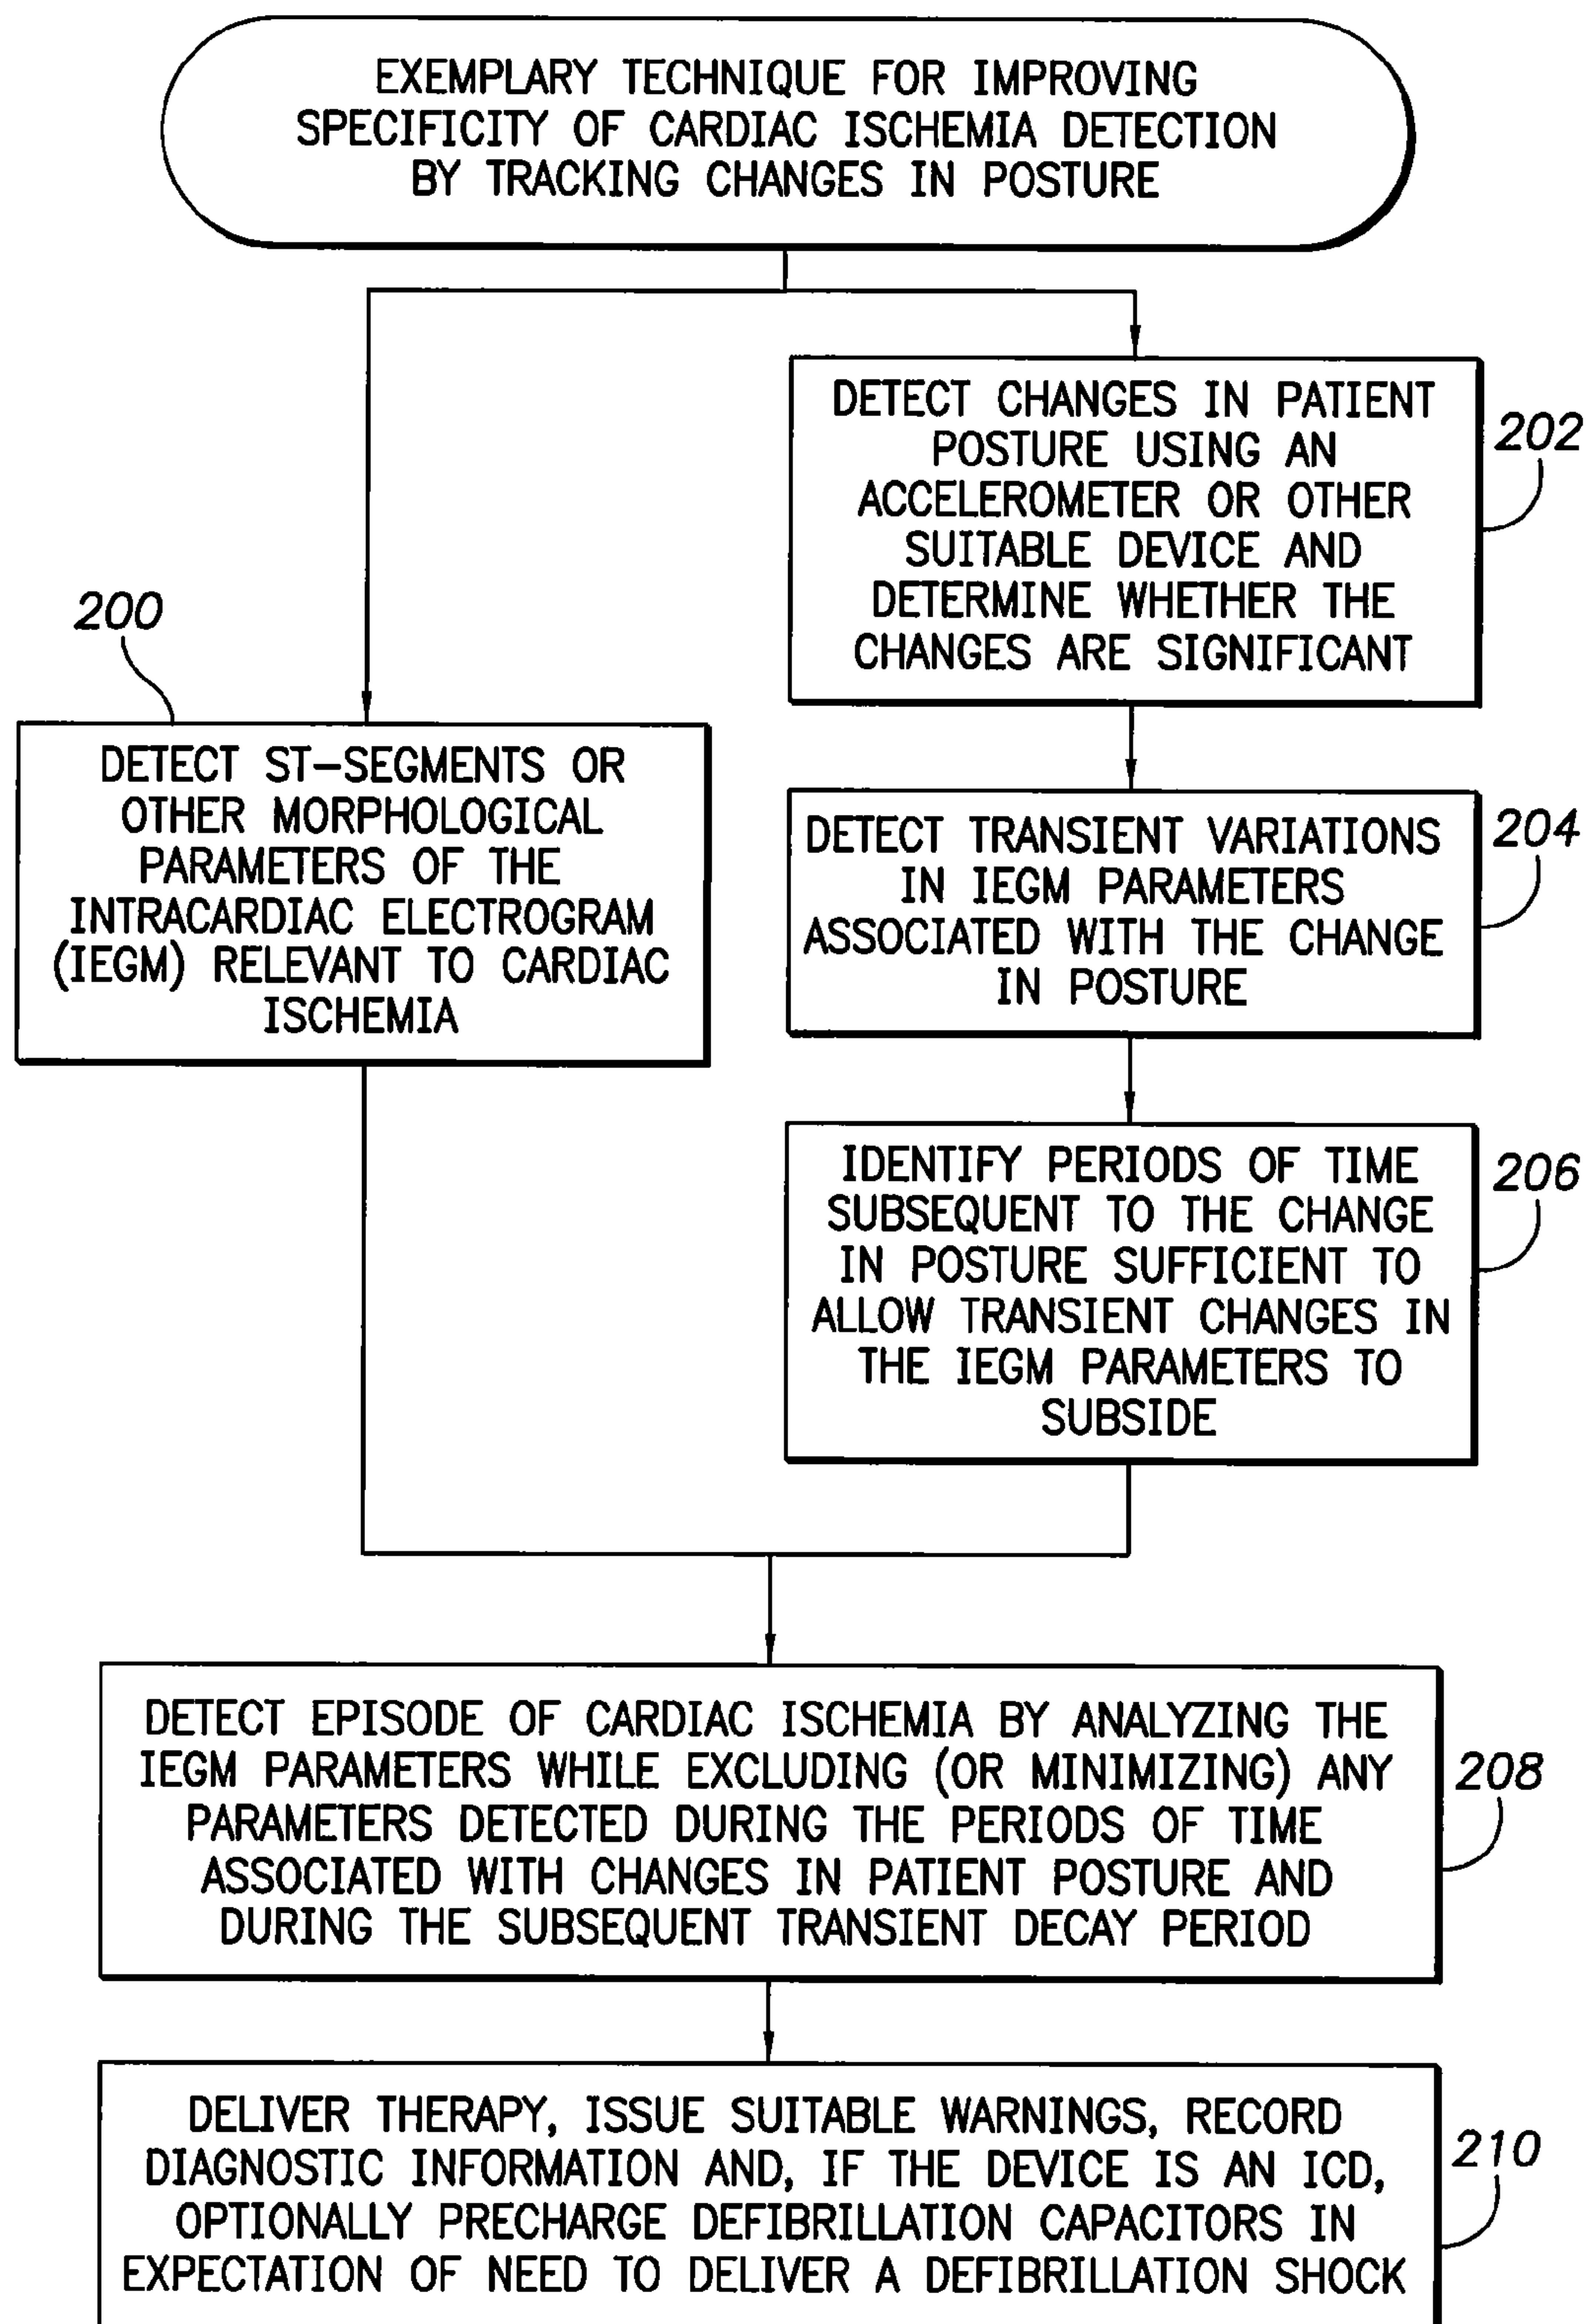 EXEMPLARY TECHNIQUE FOR IMPROVING
SPECIFICITY OF CARDIAC ISCHEMIA DETECTION
BY TRACKING CHANGES IN POSTURE
DETECT CHANGES IN PATIENT
POSTURE USING AN
ACCELEROMETER OR OTHER
SUITABLE DEVICE AND
DETERMINE WHETHER THE
CHANGES ARE SIGNIFICANT
202
200
DETECT ST-SEGMENTS OR
OTHER MORPHOLOGICAL
PARAMETERS OF THE
INTRACARDIAC ELECTROGRAM
(IEGM) RELEVANT TO CARDIAC
ISCHEMIA
DETECT TRANSIENT VARIATIONS
IN IEGM PARAMETERS
ASSOCIATED WITH THE CHANGE
IN POSTURE
204
IDENTIFY PERIODS OF TIME
SUBSEQUENT TO THE CHANGE
IN POSTURE SUFFICIENT TO
ALLOW TRANSIENT CHANGES IN
THE IEGM PARAMETERS TO
SUBSIDE
206
DETECT EPISODE OF CARDIAC ISCHEMIA BY ANALYZING THE
IEGM PARAMETERS WHILE EXCLUDING (OR MINIMIZING) ANY
PARAMETERS DETECTED DURING THE PERIODS OF TIME
ASSOCIATED WITH CHANGES IN PATIENT POSTURE AND
DURING THE SUBSEQUENT TRANSIENT DECAY PERIOD
208
DELIVER THERAPY, ISSUE SUITABLE WARNINGS, RECORD
DIAGNOSTIC INFORMATION AND, IF THE DEVICE IS AN ICD,
OPTIONALLY PRECHARGE DEFIBRILLATION CAPACITORS IN
EXPECTATION OF NEED TO DELIVER A DEFIBRILLATION SHOCK
210